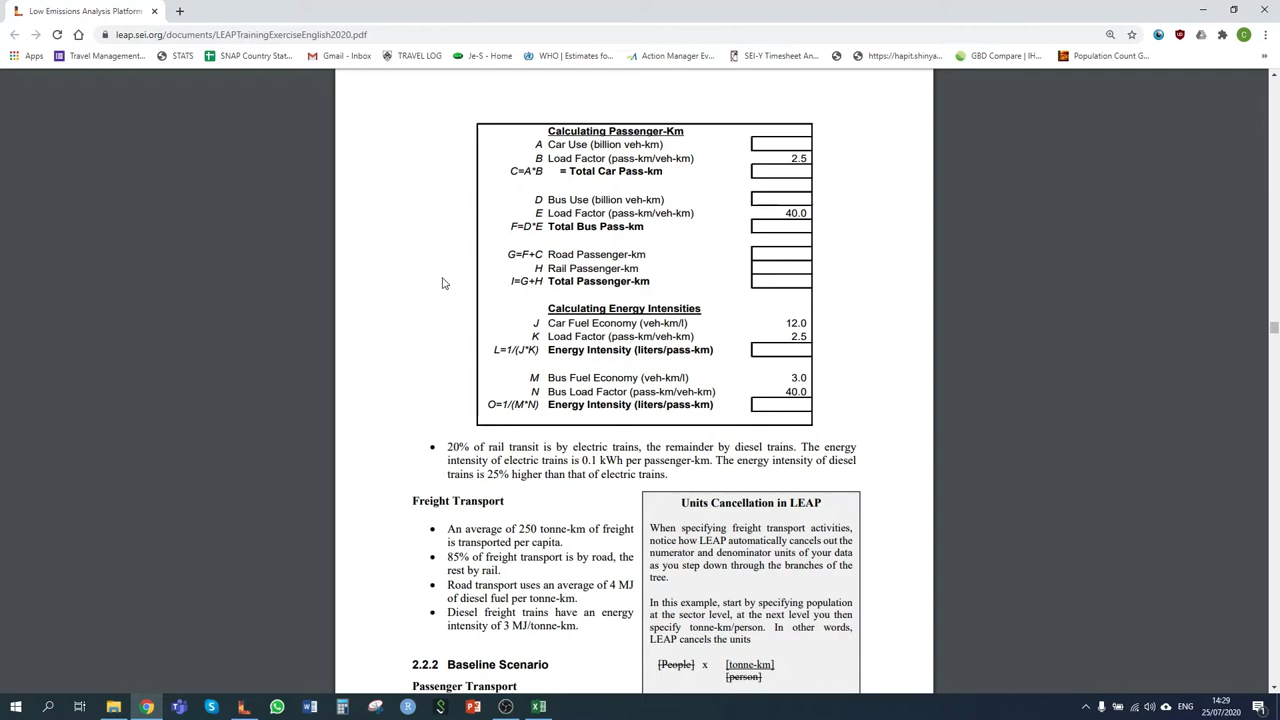 Low Emissions Analysis Platform
leap.sei.org/documents/LEAPTrainingExerciseEnglish2020.pdf
Apps Travel Management... STATS SNAP Country Stat... Gmail - Inbox TRAVEL LOG Je-S - Home WHO | Estimates fo... Action Manager Ev... SEI-Y Timesheet An... https://hapit.shinya... GBD Compare | IH... Population Count G...
Calculating Passenger-Km
A Car Use (billion veh-km)
B Load Factor (pass-km/veh-km) 2.5
C=A*B = Total Car Pass-km
D Bus Use (billion veh-km)
E Load Factor (pass-km/veh-km) 40.0
F=D*E Total Bus Pass-km
G=F+C Road Passenger-km
H Rail Passenger-km
I=G+H Total Passenger-km
Calculating Energy Intensities
J Car Fuel Economy (veh-km/l) 12.0
K Load Factor (pass-km/veh-km) 2.5
L=1/(J*K) Energy Intensity (liters/pass-km)
M Bus Fuel Economy (veh-km/l) 3.0
N Bus Load Factor (pass-km/veh-km) 40.0
O=1/(M*N) Energy Intensity (liters/pass-km)
• 20% of rail transit is by electric trains, the remainder by diesel trains. The energy
intensity of electric trains is 0.1 kWh per passenger-km. The energy intensity of diesel
trains is 25% higher than that of electric trains.
Freight Transport
• An average of 250 tonne-km of freight
is transported per capita.
• 85% of freight transport is by road, the
rest by rail.
• Road transport uses an average of 4 MJ
of diesel fuel per tonne-km.
• Diesel freight trains have an energy
intensity of 3 MJ/tonne-km.
2.2.2 Baseline Scenario
Passenger Transport
Units Cancellation in LEAP
When specifying freight transport activities,
notice how LEAP automatically cancels out the
numerator and denominator units of your data
as you step down through the branches of the
tree.
In this example, start by specifying population
at the sector level, at the next level you then
specify tonne-km/person. In other words,
LEAP cancels the units
[People] x [tonne-km]
[person]
ENG 14:29
25/07/2020